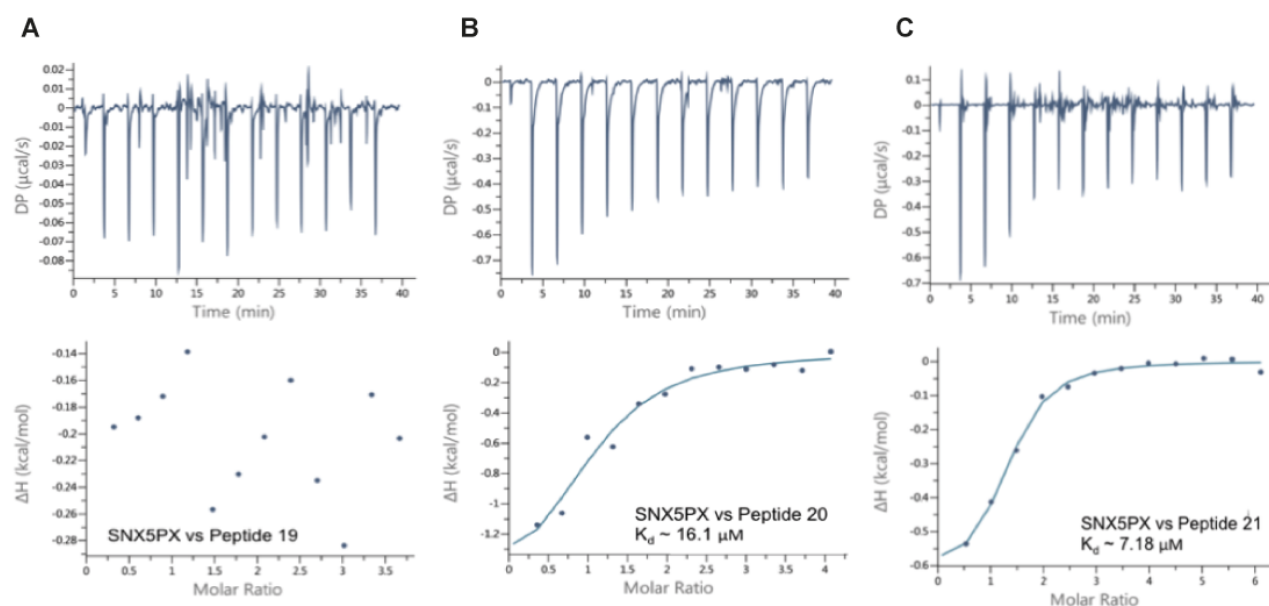 A
B
C
0.02
0.01
0
-0.01
-0.02
-0.03
-0.04
-0.05
-0.06
-0.07
-0.08
DP (µcal/s)
0 5 10 15 20 25 30 35 40
Time (min)
0
-0.1
-0.2
-0.3
-0.4
-0.5
-0.6
-0.7
DP (µcal/s)
0 5 10 15 20 25 30 35 40
Time (min)
0.1
0
-0.1
-0.2
-0.3
-0.4
-0.5
-0.6
-0.7
DP (µcal/s)
0 5 10 15 20 25 30 35 40
Time (min)
-0.14
-0.16
-0.18
-0.2
-0.22
-0.24
-0.26
-0.28
ΔH (kcal/mol)
SNX5PX vs Peptide 19
0 0.5 1 1.5 2 2.5 3 3.5
Molar Ratio
0
-0.2
-0.4
-0.6
-0.8
-1
-1.2
ΔH (kcal/mol)
SNX5PX vs Peptide 20
Kd ~ 16.1 µM
0 0.5 1 1.5 2 2.5 3 3.5 4
Molar Ratio
0
-0.1
-0.2
-0.3
-0.4
-0.5
-0.6
ΔH (kcal/mol)
SNX5PX vs Peptide 21
Kd ~ 7.18 µM
0 1 2 3 4 5 6
Molar Ratio